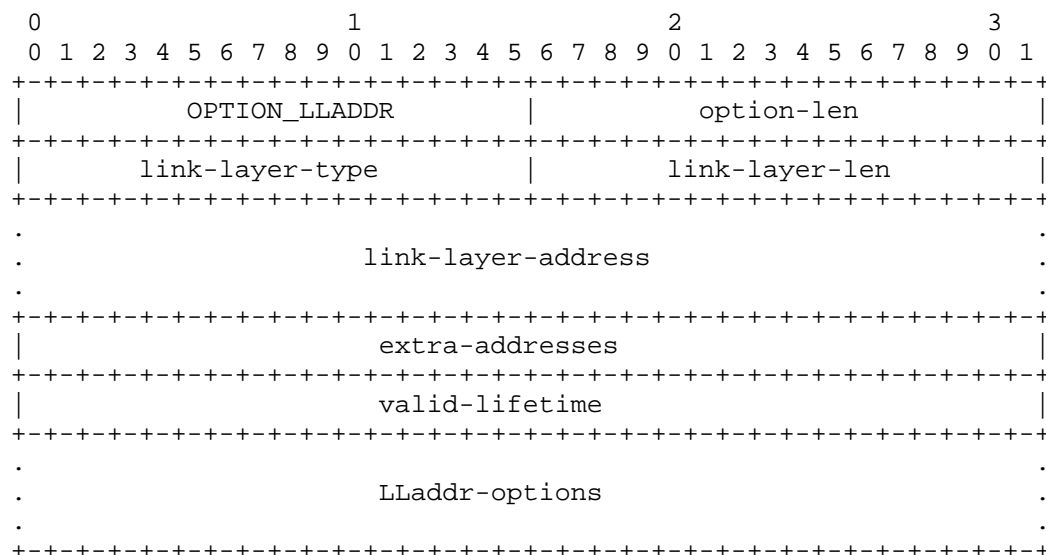 0                   1                   2                   3
 0 1 2 3 4 5 6 7 8 9 0 1 2 3 4 5 6 7 8 9 0 1 2 3 4 5 6 7 8 9 0 1
+-+-+-+-+-+-+-+-+-+-+-+-+-+-+-+-+-+-+-+-+-+-+-+-+-+-+-+-+-+-+-+-+
|          OPTION_LLADDR        |          option-len           |
+-+-+-+-+-+-+-+-+-+-+-+-+-+-+-+-+-+-+-+-+-+-+-+-+-+-+-+-+-+-+-+-+
|       link-layer-type         |        link-layer-len         |
+-+-+-+-+-+-+-+-+-+-+-+-+-+-+-+-+-+-+-+-+-+-+-+-+-+-+-+-+-+-+-+-+
.                                                               .
.                     link-layer-address                        .
.                                                               .
+-+-+-+-+-+-+-+-+-+-+-+-+-+-+-+-+-+-+-+-+-+-+-+-+-+-+-+-+-+-+-+-+
|                      extra-addresses                          |
+-+-+-+-+-+-+-+-+-+-+-+-+-+-+-+-+-+-+-+-+-+-+-+-+-+-+-+-+-+-+-+-+
|                      valid-lifetime                           |
+-+-+-+-+-+-+-+-+-+-+-+-+-+-+-+-+-+-+-+-+-+-+-+-+-+-+-+-+-+-+-+-+
.                                                               .
.                      LLaddr-options                           .
.                                                               .
+-+-+-+-+-+-+-+-+-+-+-+-+-+-+-+-+-+-+-+-+-+-+-+-+-+-+-+-+-+-+-+-+